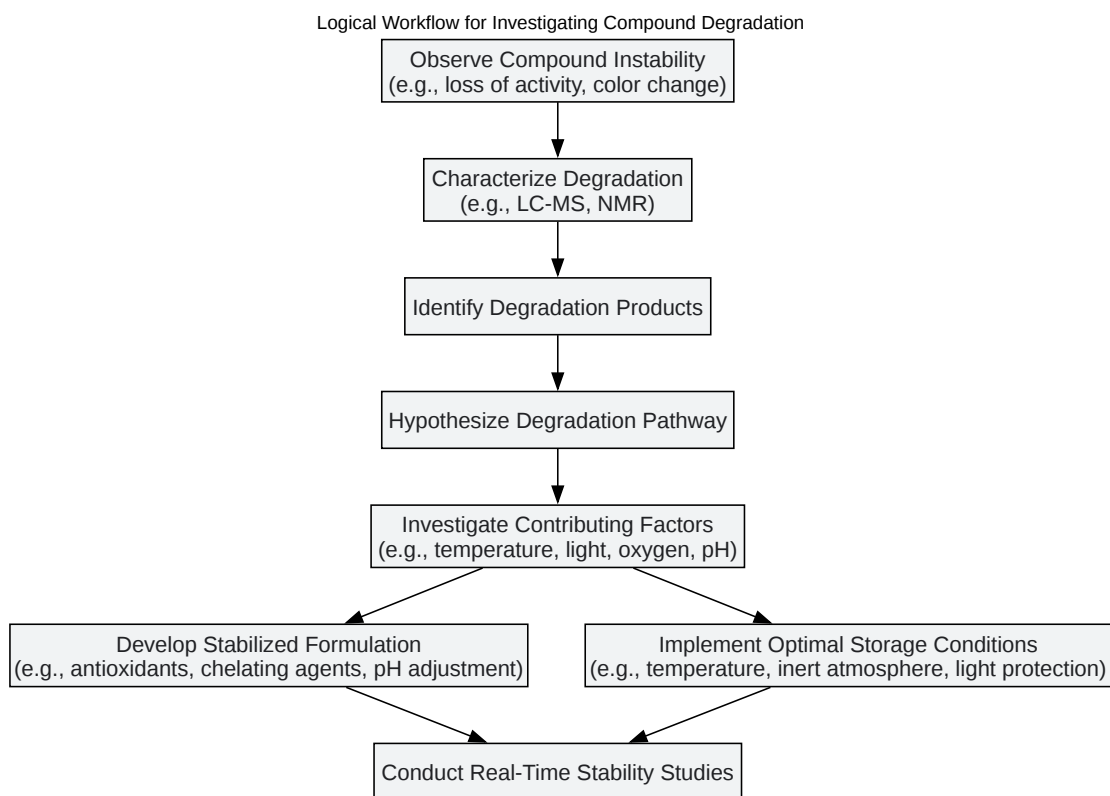 Logical Workflow for Investigating Compound Degradation
Observe Compound Instability
(e.g., loss of activity, color change)
Characterize Degradation
(e.g., LC-MS, NMR)
Identify Degradation Products
Hypothesize Degradation Pathway
Investigate Contributing Factors
(e.g., temperature, light, oxygen, pH)
Develop Stabilized Formulation
(e.g., antioxidants, chelating agents, pH adjustment)
Implement Optimal Storage Conditions
(e.g., temperature, inert atmosphere, light protection)
Conduct Real-Time Stability Studies